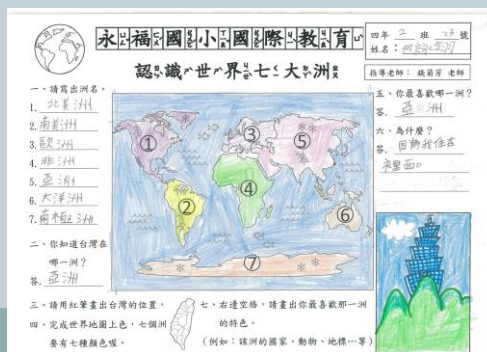 永福國小國際教育
四年 2 班 23 號
姓名：
認識世界七大洲
指導老師： 錢菊芳 老師
一、請寫出洲名。
1. 北美洲
2. 南美洲
3. 歐洲
4. 非洲
5. 亞洲
6. 大洋洲
7. 南極洲
二、你知道台灣在
哪一洲？
答. 亞洲
三、請用紅筆畫出台灣的位置，
四、完成世界地圖上色，七個洲
要有七種顏色喔。
①
②
③
④
⑤
⑥
⑦
五、你最喜歡哪一洲？
答. 亞洲
六、為什麼？
答. 因為我住在
裡面。
七、右邊空格，請畫出你最喜歡那一洲
的特色。
(例如：該洲的國家、動物、地標…等)